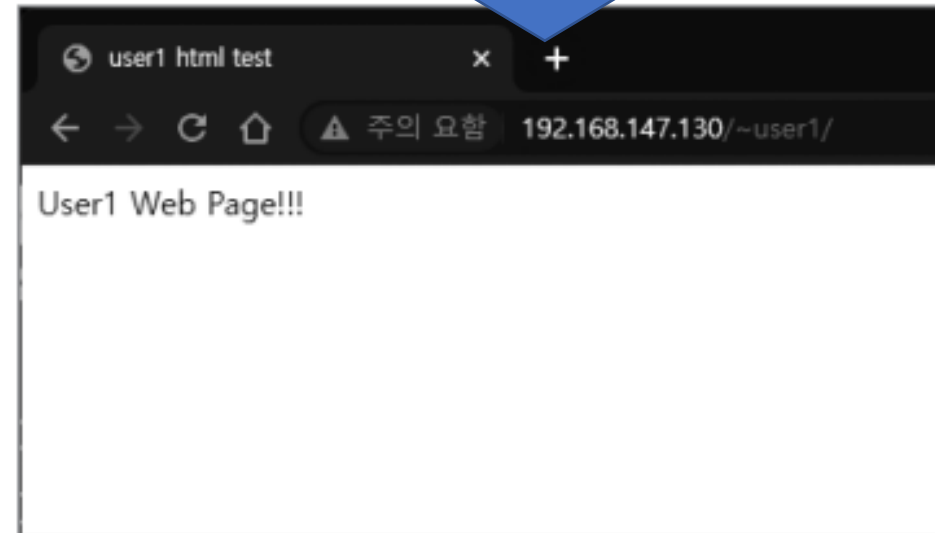 user1 html test
주의 요함 192.168.147.130/~user1/
User1 Web Page!!!